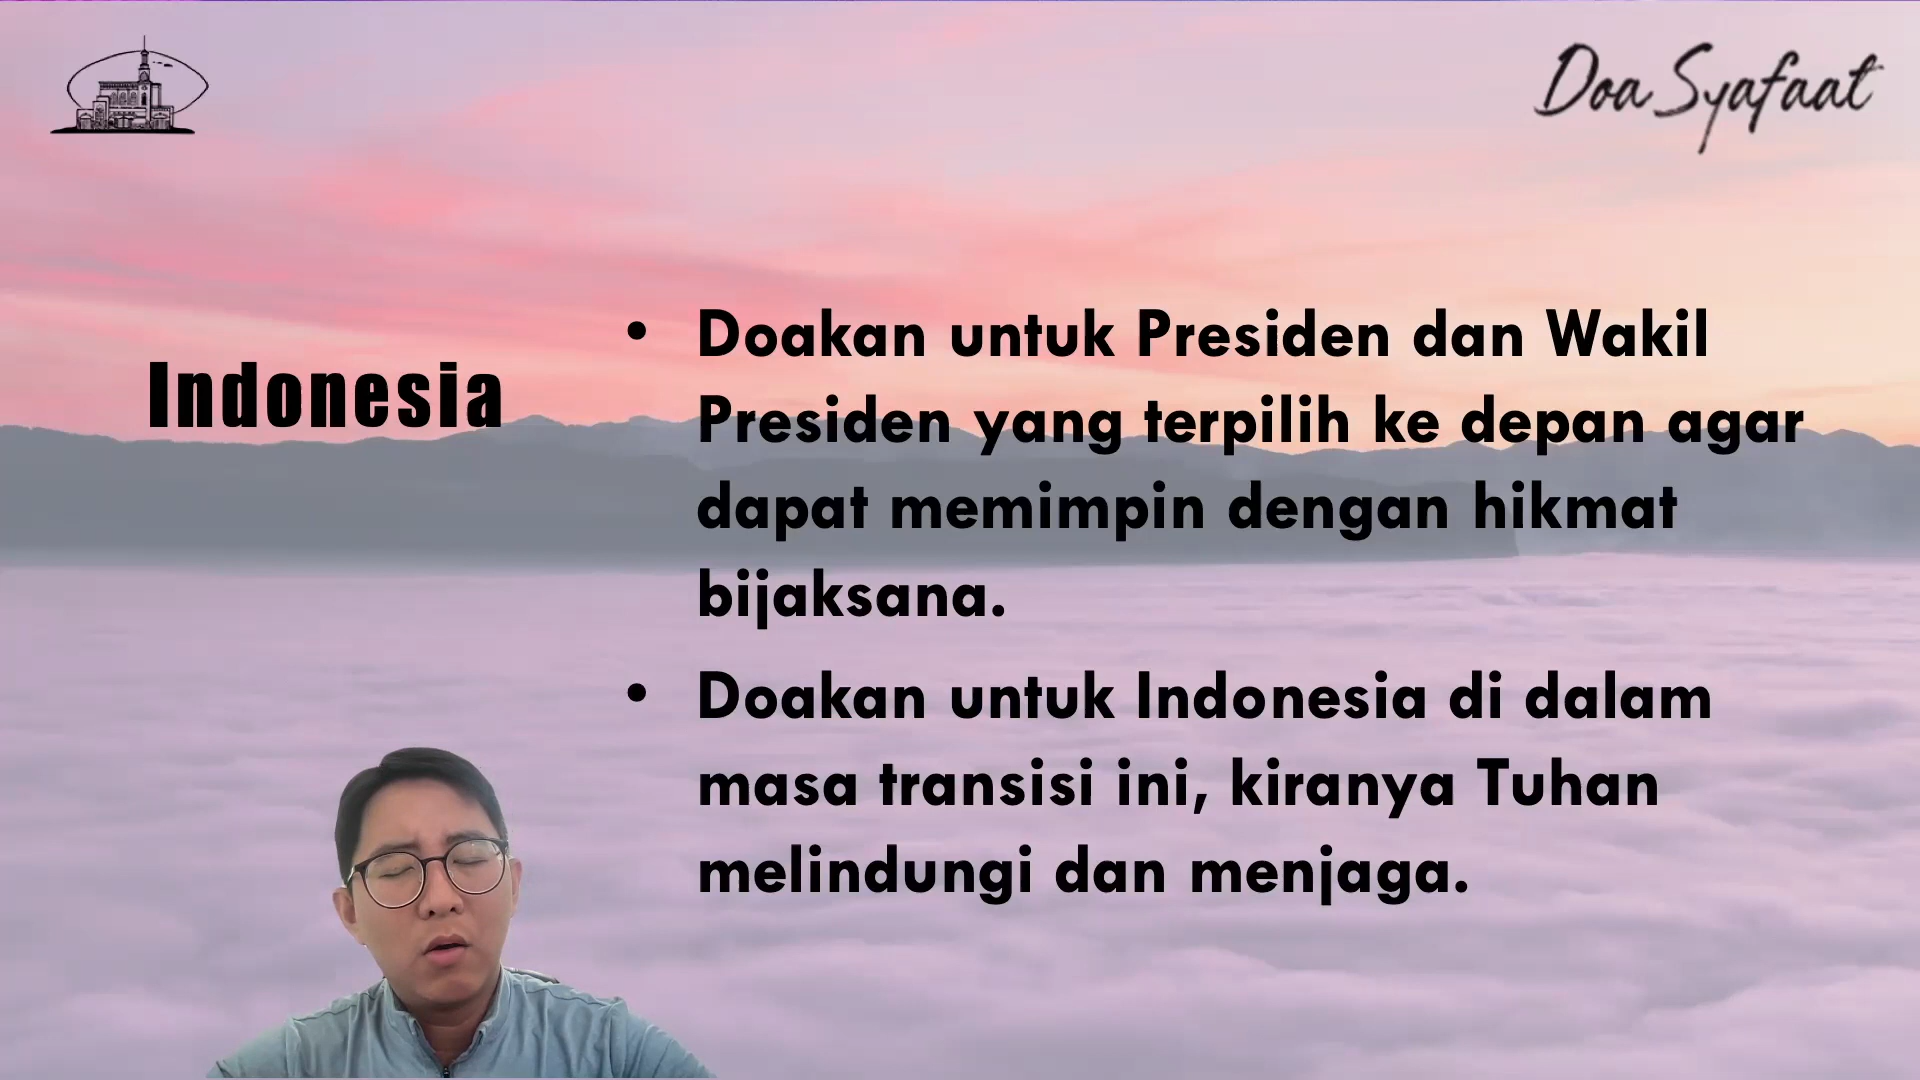 Doa Syafaat
Indonesia
• Doakan untuk Presiden dan Wakil
Presiden yang terpilih ke depan agar
dapat memimpin dengan hikmat
bijaksana.
• Doakan untuk Indonesia di dalam
masa transisi ini, kiranya Tuhan
melindungi dan menjaga.